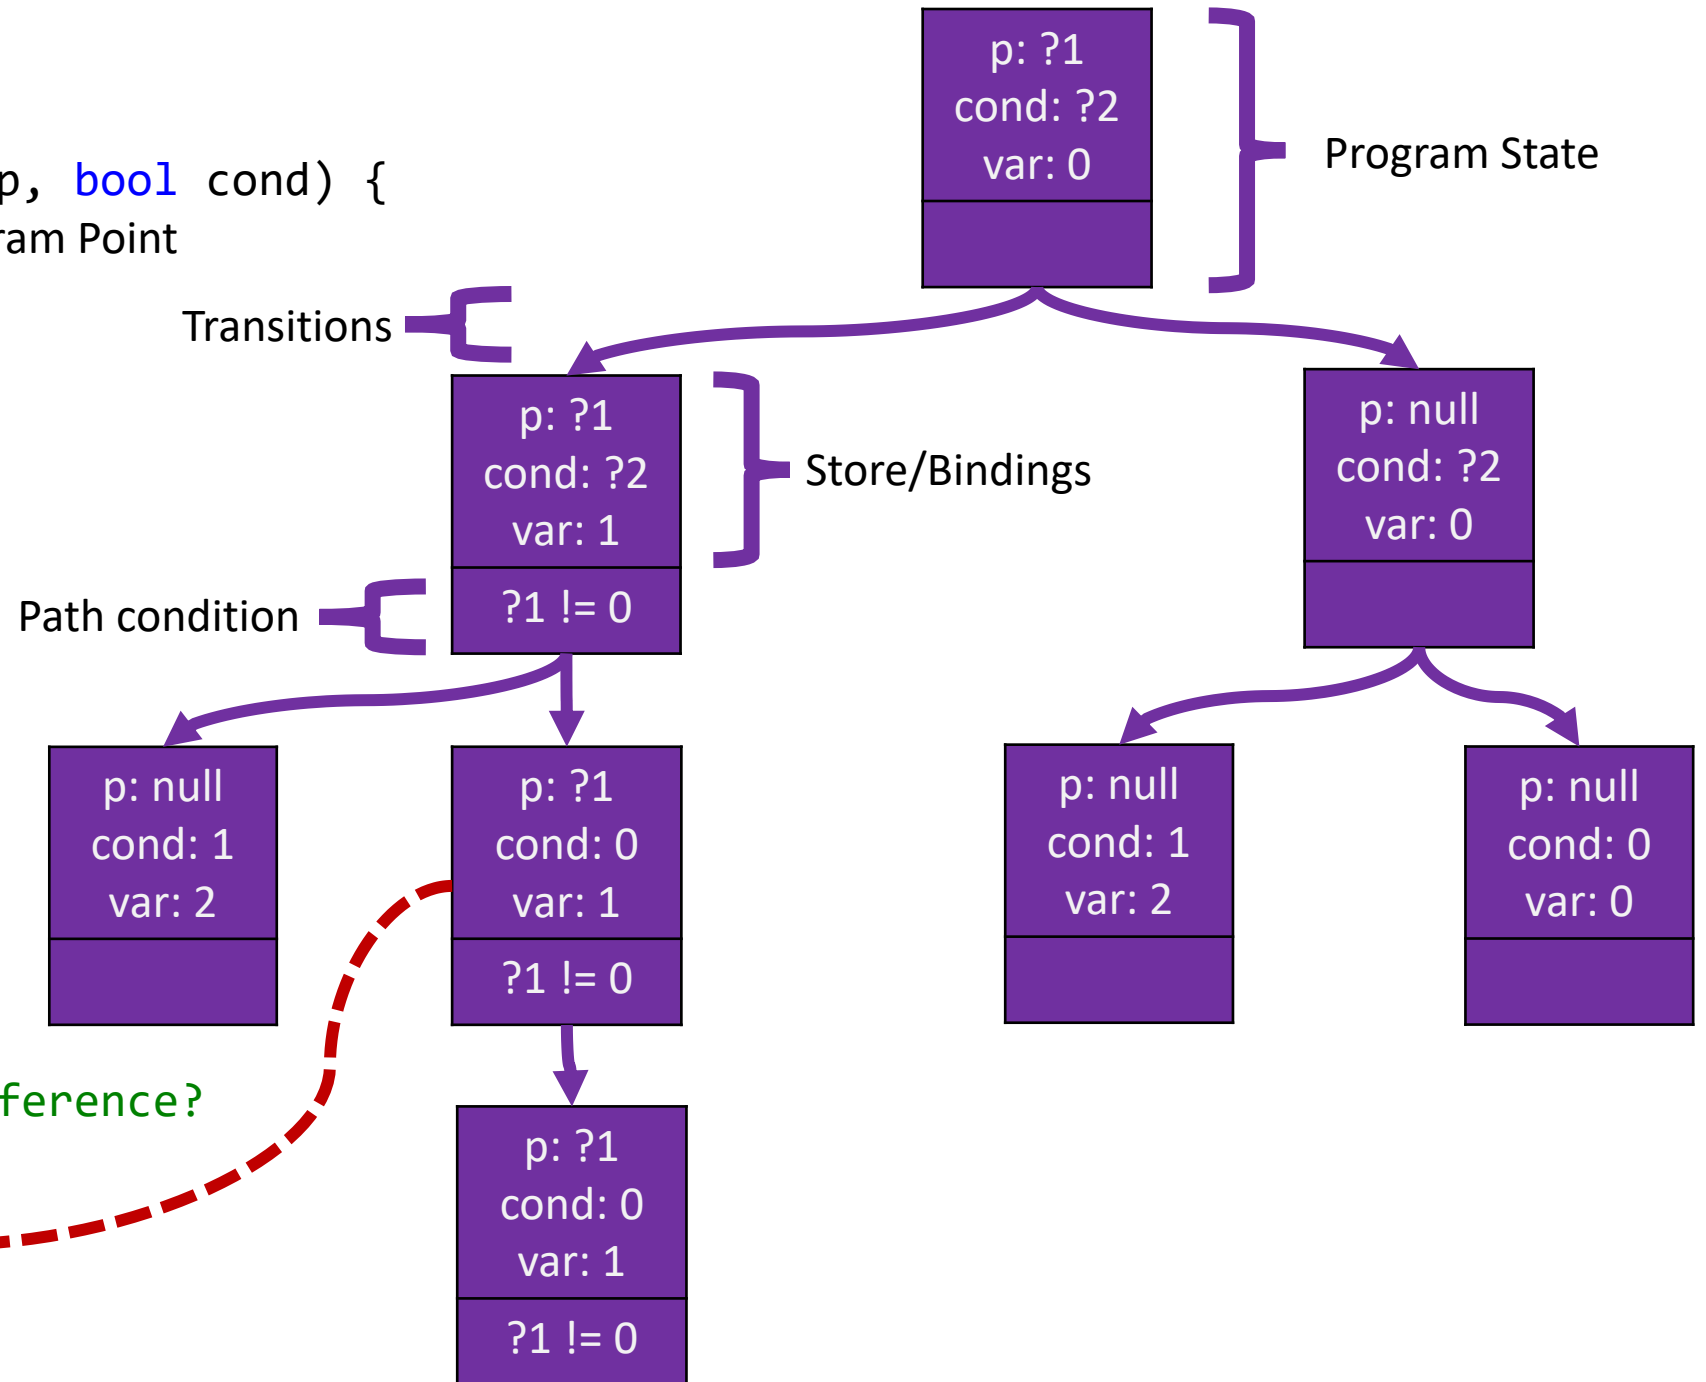 p: ?1
cond: ?2
var: 0
Program State
p, bool cond) {
ram Point
Transitions
p: ?1
cond: ?2
var: 1
?1 != 0
Store/Bindings
Path condition
p: null
cond: ?2
var: 0
p: null
cond: 1
var: 2
p: ?1
cond: 0
var: 1
?1 != 0
p: null
cond: 1
var: 2
p: null
cond: 0
var: 0
ference?
p: ?1
cond: 0
var: 1
?1 != 0